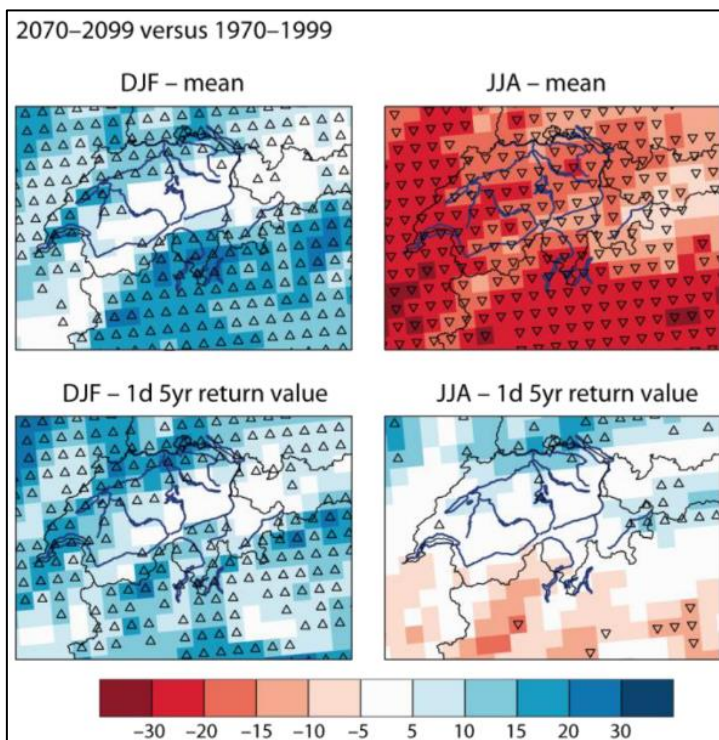 2070–2099 versus 1970–1999
DJF – mean
JJA – mean
DJF – 1d 5yr return value
JJA – 1d 5yr return value
−30 −20 −15 −10 −5 5 10 15 20 30